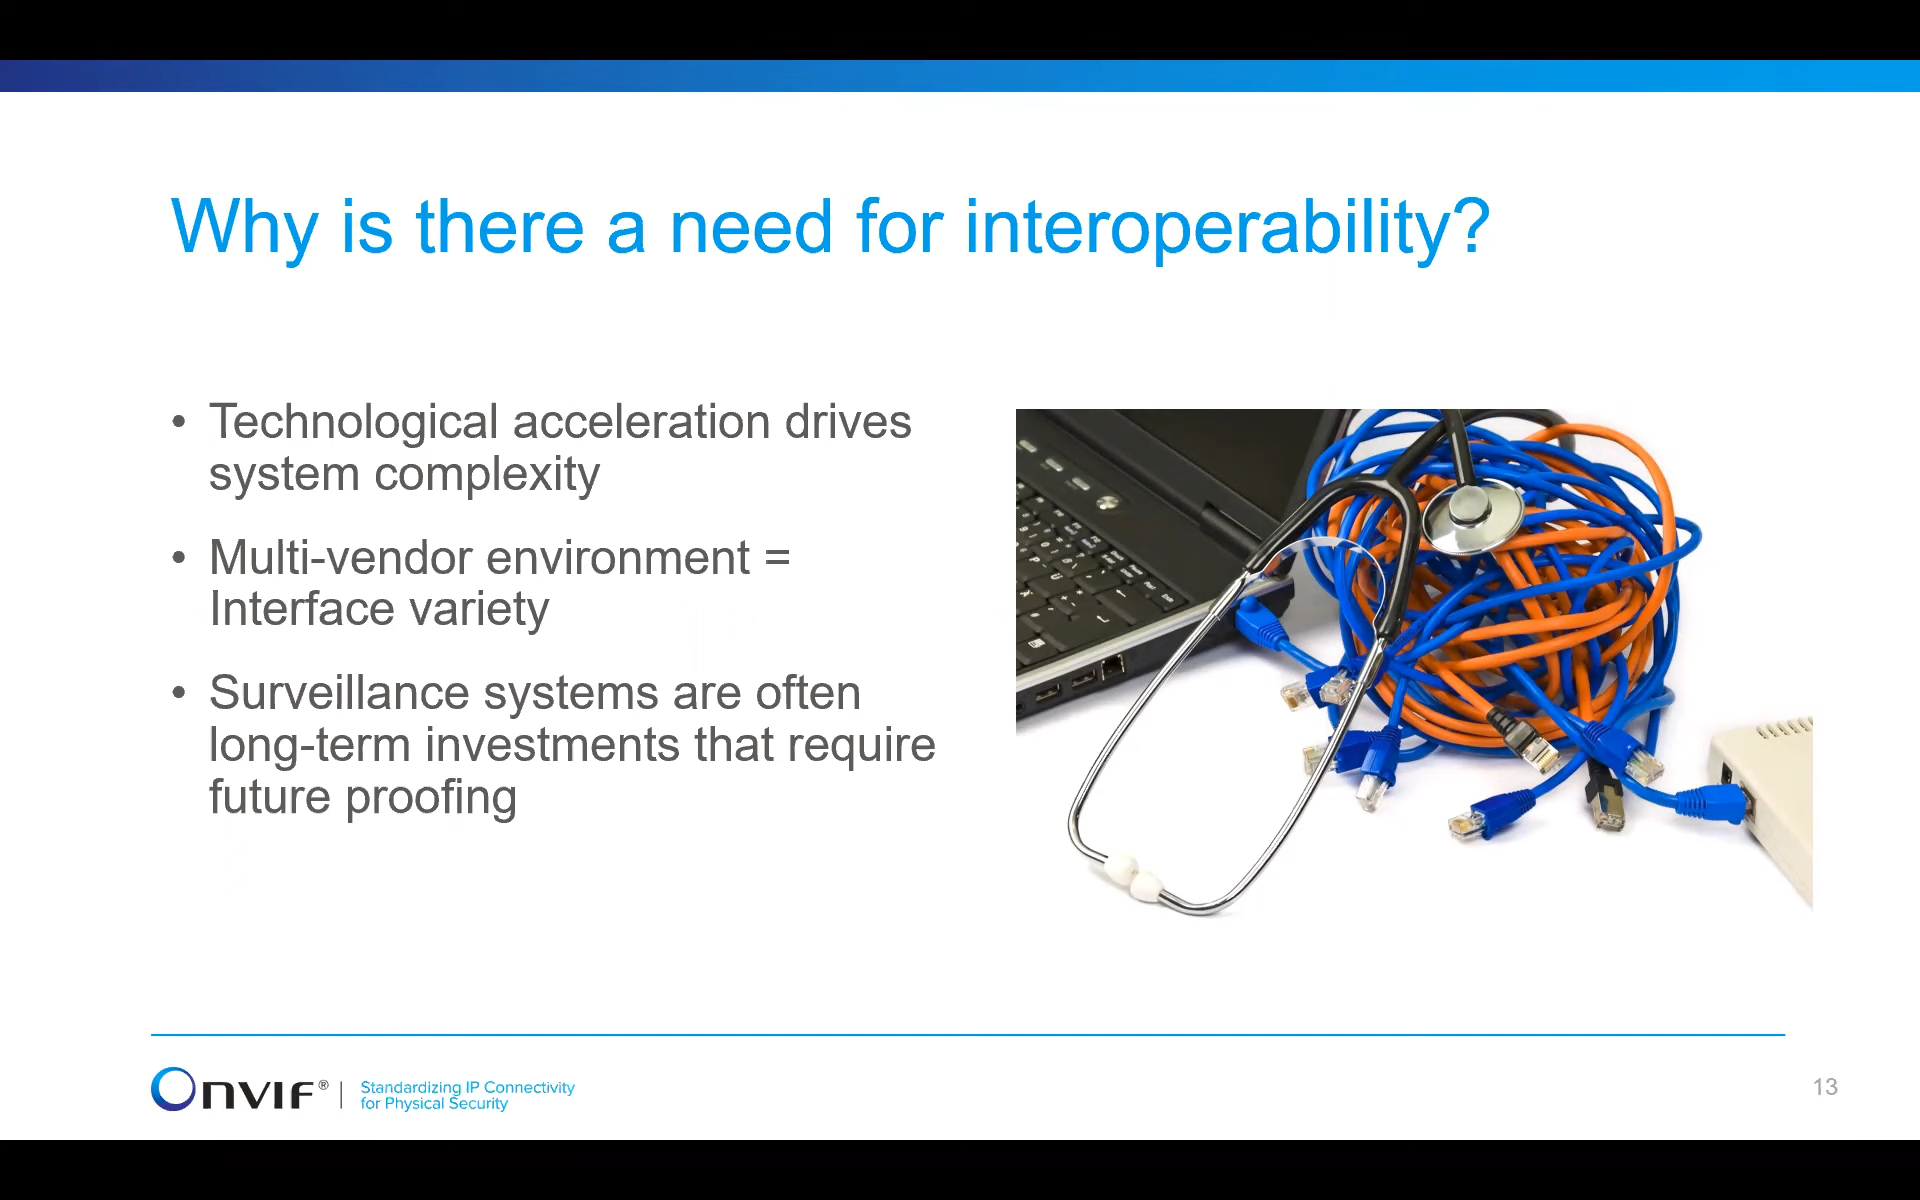 Why is there a need for interoperability?
• Technological acceleration drives
system complexity
• Multi-vendor environment =
Interface variety
• Surveillance systems are often
long-term investments that require
future proofing
ONVIF® | Standardizing IP Connectivity
for Physical Security
13